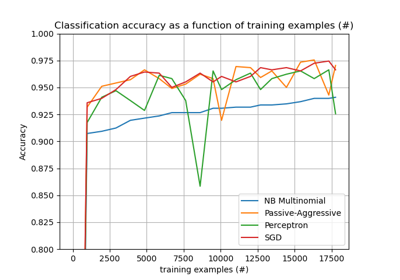 Classification accuracy as a function of training examples (#)
1.000
0.975
0.950
0.925
0.900
0.875
0.850
0.825
0.800
Accuracy
NB Multinomial
Passive-Aggressive
Perceptron
SGD
0 2500 5000 7500 10000 12500 15000 17500
training examples (#)